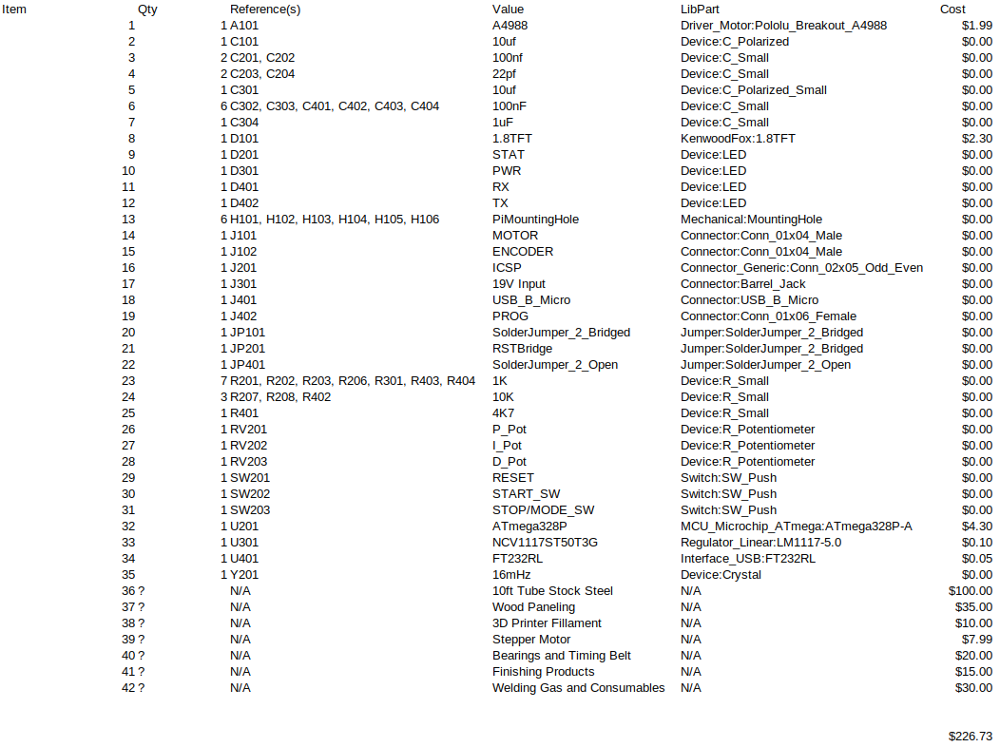 Item Qty Reference(s) Value LibPart Cost
1 1 A101 A4988 Driver_Motor:Pololu_Breakout_A4988 $1.99
2 1 C101 10uf Device:C_Polarized $0.00
3 2 C201, C202 100nf Device:C_Small $0.00
4 2 C203, C204 22pf Device:C_Small $0.00
5 1 C301 10uf Device:C_Polarized_Small $0.00
6 6 C302, C303, C401, C402, C403, C404 100nF Device:C_Small $0.00
7 1 C304 1uF Device:C_Small $0.00
8 1 D101 1.8TFT KenwoodFox:1.8TFT $2.30
9 1 D201 STAT Device:LED $0.00
10 1 D301 PWR Device:LED $0.00
11 1 D401 RX Device:LED $0.00
12 1 D402 TX Device:LED $0.00
13 6 H101, H102, H103, H104, H105, H106 PiMountingHole Mechanical:MountingHole $0.00
14 1 J101 MOTOR Connector:Conn_01x04_Male $0.00
15 1 J102 ENCODER Connector:Conn_01x04_Male $0.00
16 1 J201 ICSP Connector_Generic:Conn_02x05_Odd_Even $0.00
17 1 J301 19V Input Connector:Barrel_Jack $0.00
18 1 J401 USB_B_Micro Connector:USB_B_Micro $0.00
19 1 J402 PROG Connector:Conn_01x06_Female $0.00
20 1 JP101 SolderJumper_2_Bridged Jumper:SolderJumper_2_Bridged $0.00
21 1 JP201 RSTBridge Jumper:SolderJumper_2_Bridged $0.00
22 1 JP401 SolderJumper_2_Open Jumper:SolderJumper_2_Open $0.00
23 7 R201, R202, R203, R206, R301, R403, R404 1K Device:R_Small $0.00
24 3 R207, R208, R402 10K Device:R_Small $0.00
25 1 R401 4K7 Device:R_Small $0.00
26 1 RV201 P_Pot Device:R_Potentiometer $0.00
27 1 RV202 I_Pot Device:R_Potentiometer $0.00
28 1 RV203 D_Pot Device:R_Potentiometer $0.00
29 1 SW201 RESET Switch:SW_Push $0.00
30 1 SW202 START_SW Switch:SW_Push $0.00
31 1 SW203 STOP/MODE_SW Switch:SW_Push $0.00
32 1 U201 ATmega328P MCU_Microchip_ATmega:ATmega328P-A $4.30
33 1 U301 NCV1117ST50T3G Regulator_Linear:LM1117-5.0 $0.10
34 1 U401 FT232RL Interface_USB:FT232RL $0.05
35 1 Y201 16mHz Device:Crystal $0.00
36 ? N/A 10ft Tube Stock Steel N/A $100.00
37 ? N/A Wood Paneling N/A $35.00
38 ? N/A 3D Printer Fillament N/A $10.00
39 ? N/A Stepper Motor N/A $7.99
40 ? N/A Bearings and Timing Belt N/A $20.00
41 ? N/A Finishing Products N/A $15.00
42 ? N/A Welding Gas and Consumables N/A $30.00
$226.73